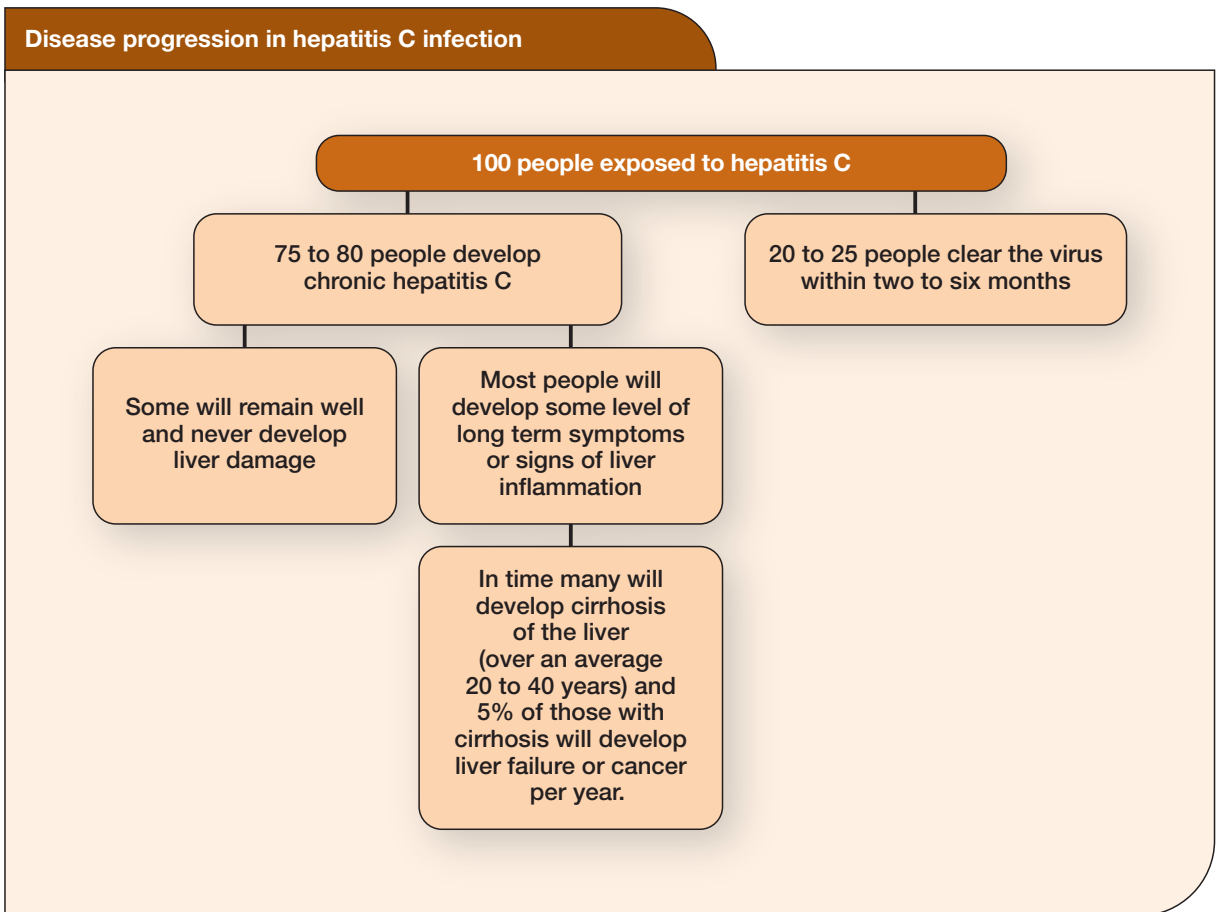 Disease progression in hepatitis C infection
100 people exposed to hepatitis C
75 to 80 people develop
chronic hepatitis C
20 to 25 people clear the virus
within two to six months
Some will remain well
and never develop
liver damage
Most people will
develop some level of
long term symptoms
or signs of liver
inflammation
In time many will
develop cirrhosis
of the liver
(over an average
20 to 40 years) and
5% of those with
cirrhosis will develop
liver failure or cancer
per year.